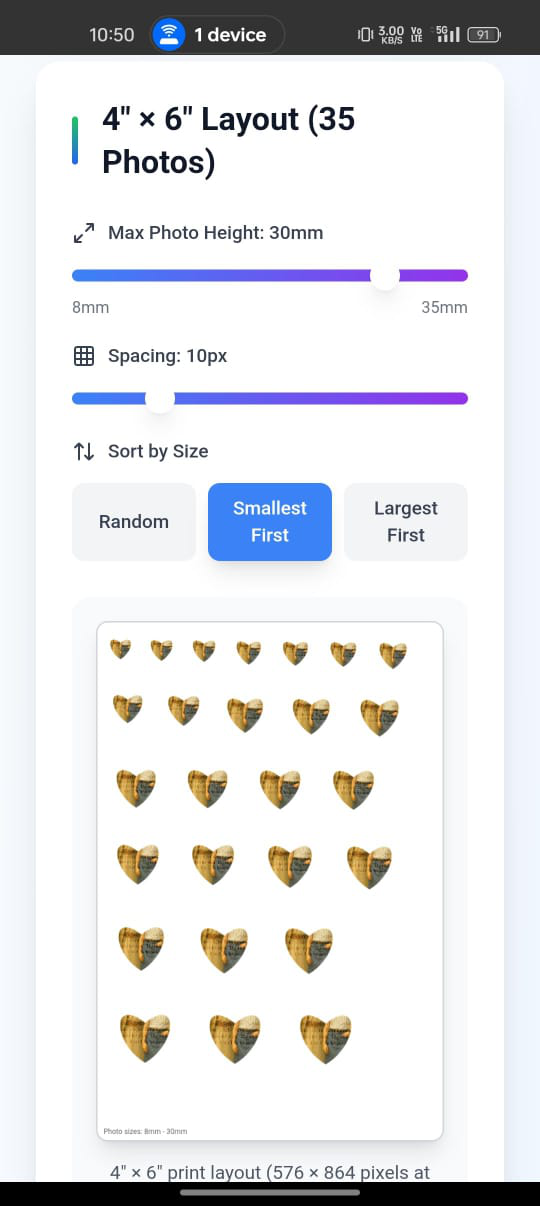 10:50
1 device
3.00
KB/S
Vo
LTE
5G
91
4" × 6" Layout (35
Photos)
Max Photo Height: 30mm
8mm
35mm
Spacing: 10px
Sort by Size
Random
Smallest
First
Largest
First
Photo sizes: 8mm - 30mm
4" × 6" print layout (576 × 864 pixels at